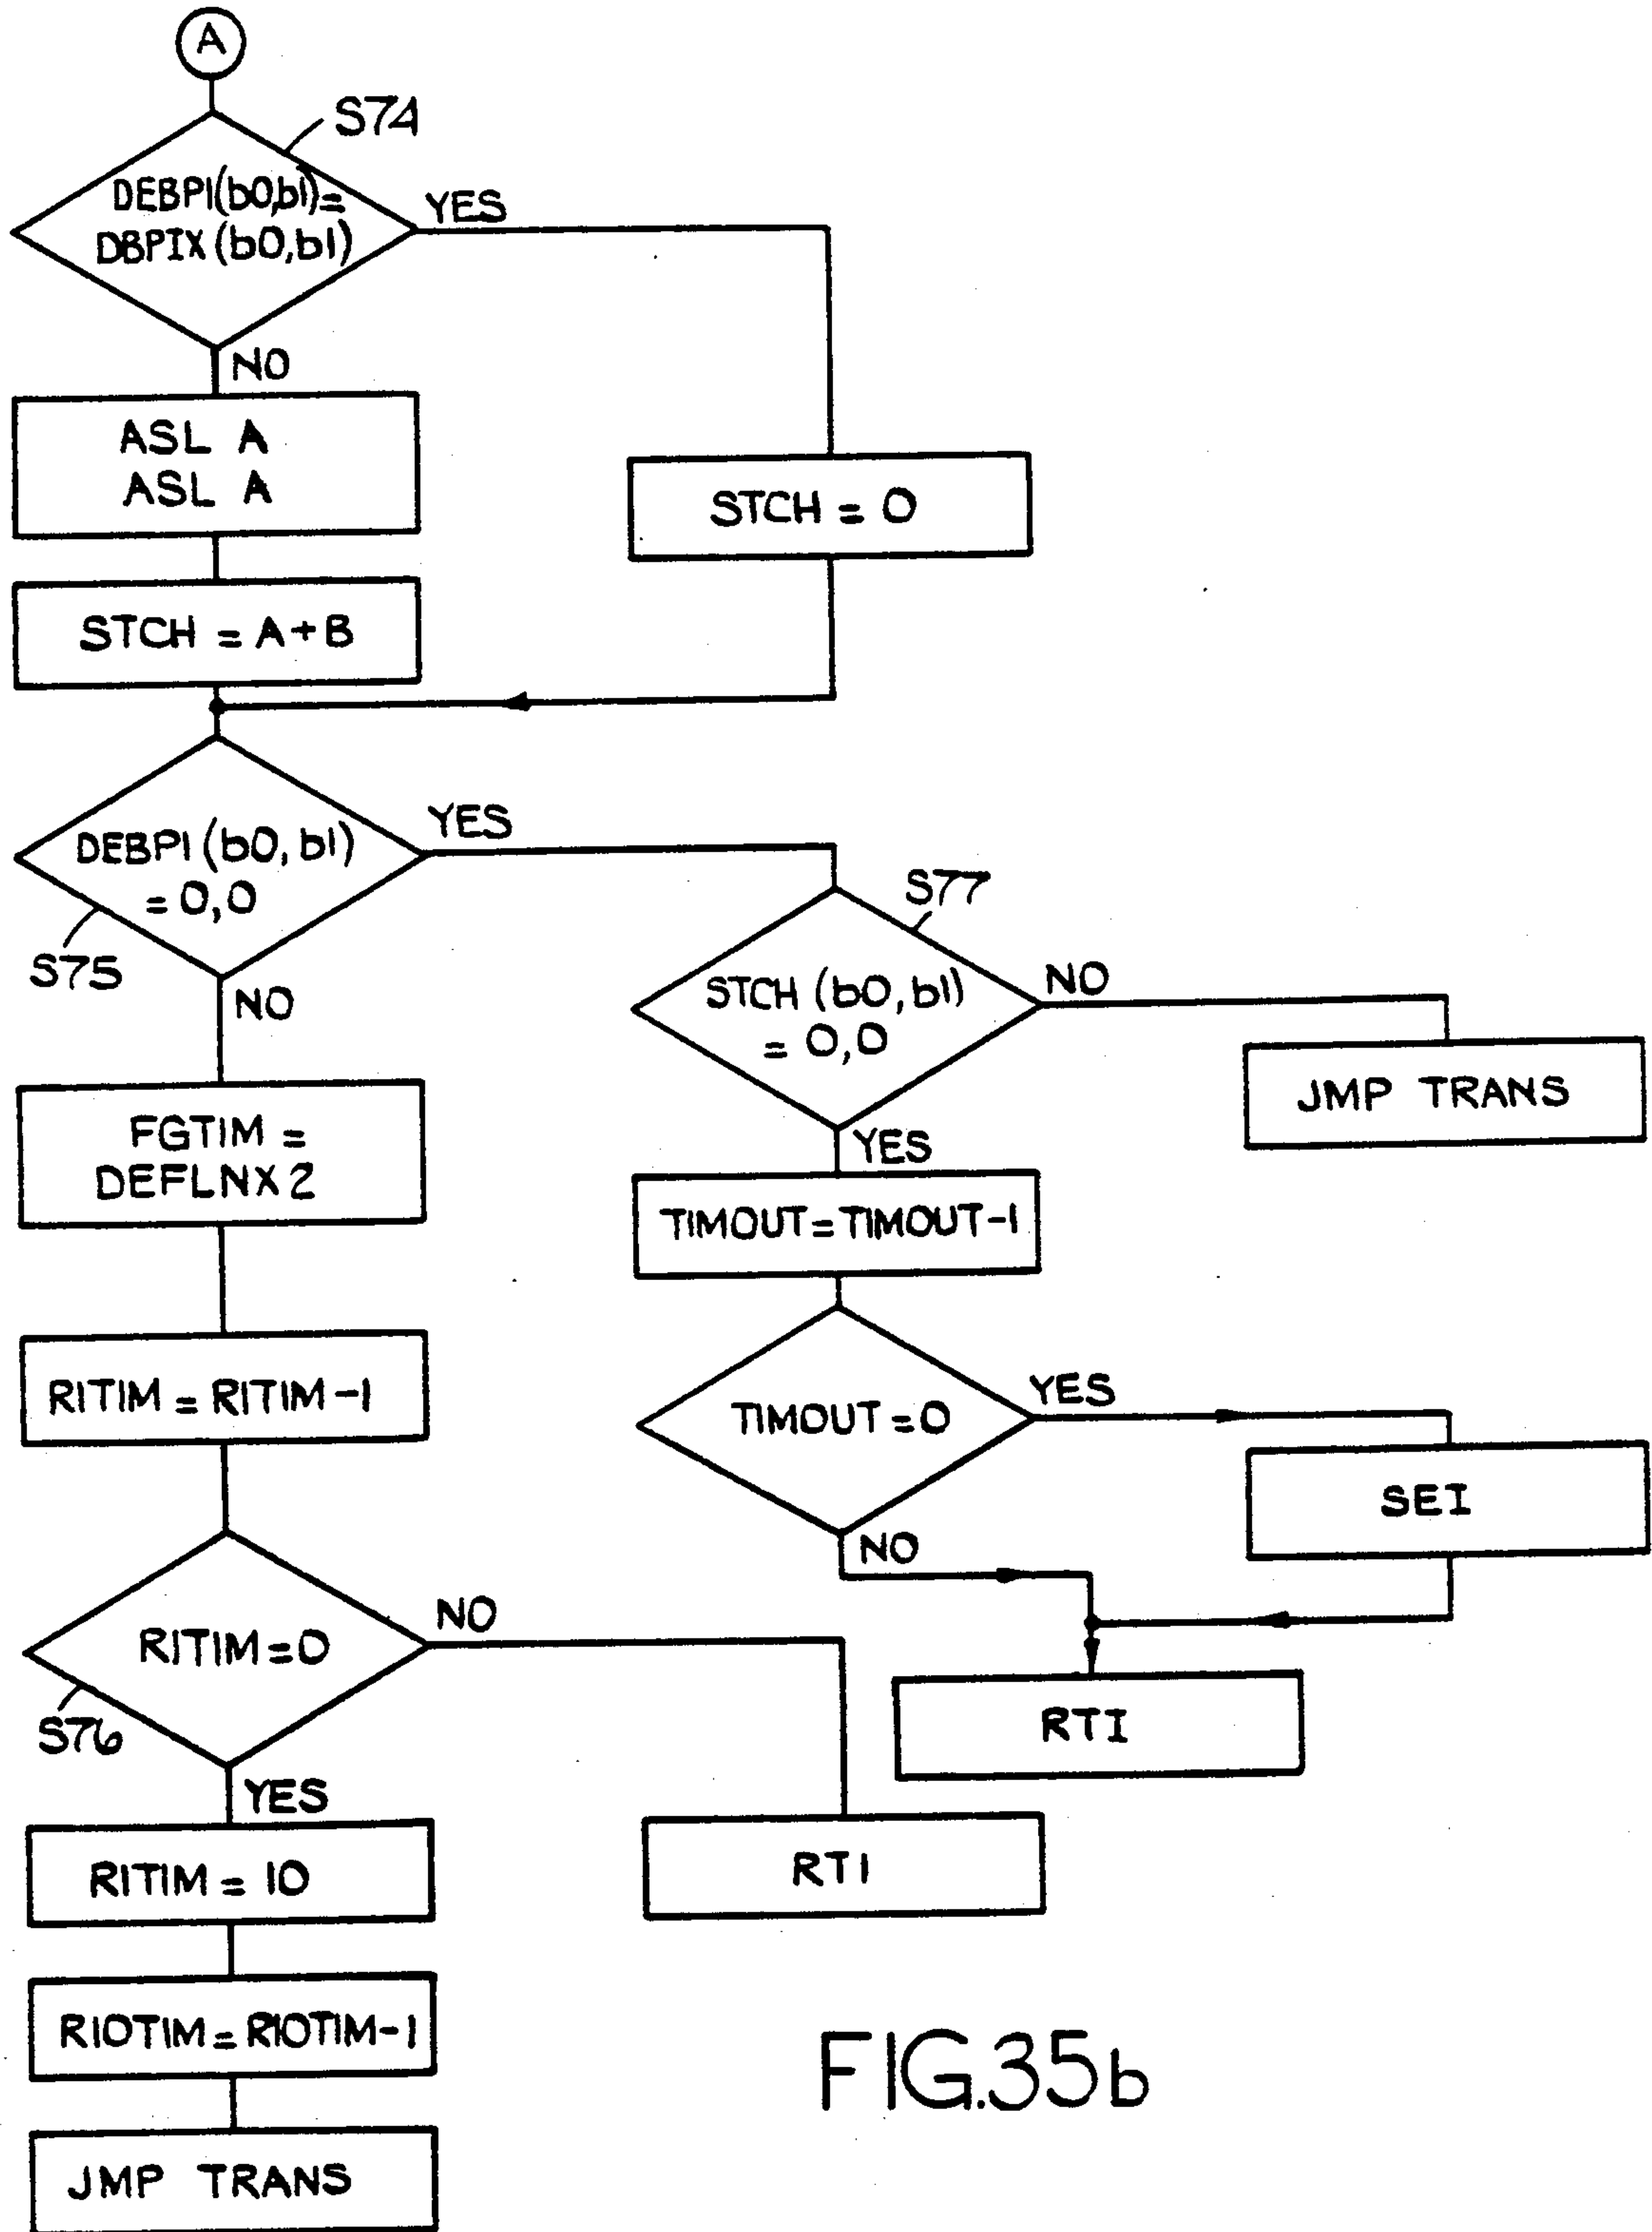 A
S74
DEBPI(b0,b1)=
DBPIX(b0,b1)
YES
NO
ASL A
ASL A
STCH = 0
STCH = A+B
DEBPI(b0,b1)
= 0,0
YES
S75
NO
S77
STCH (b0,b1)
= 0,0
NO
JMP TRANS
YES
FGTIM =
DEFLNX2
TIMOUT=TIMOUT-1
RITIM = RITIM-1
TIMOUT=0
YES
SEI
NO
RTI
RITIM=0
NO
S76
YES
RTI
RITIM = 10
RIOTIM=RIOTIM-1
JMP TRANS
FIG.35b